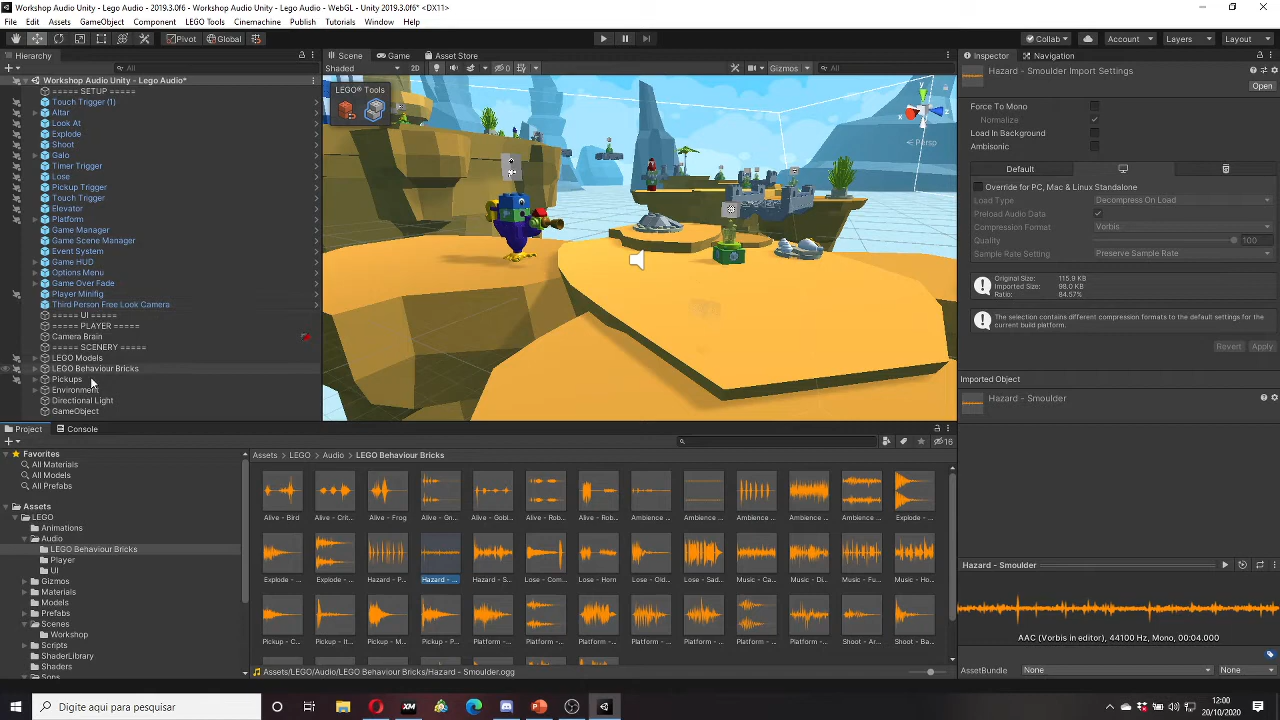 Workshop Audio Unity - Lego Audio - 2019.3.0f6 - Workshop Audio Unity - Lego Audio - WebGL - Unity 2019.3.0f6* <DX11>
File Edit Assets GameObject Component LEGO Tools Cinemachine Publish Tutorials Window Help
Pivot Global Collab Account Layers Layout
Hierarchy
All
Workshop Audio Unity - Lego Audio*
===== SETUP =====
Touch Trigger (1)
Altar
Look At
Explode
Shoot
Galo
Timer Trigger
Lose
Pickup Trigger
Touch Trigger
Elevator
Platform
Game Manager
Game Scene Manager
Event System
Game HUD
Options Menu
Game Over Fade
Player Minifig
Third Person Free Look Camera
===== UI =====
===== PLAYER =====
Camera Brain
===== SCENERY =====
LEGO Models
LEGO Behaviour Bricks
Pickups
Environment
Directional Light
GameObject
Scene Game Asset Store
Shaded 2D 0 Gizmos All
LEGO® Tools
Persp
y
x
z
Inspector Navigation
Hazard - Smoulder Import Settings
Open
Force To Mono
Normalize
Load In Background
Ambisonic
Default
Override for PC, Mac & Linux Standalone
Load Type Decompress On Load
Preload Audio Data
Compression Format Vorbis
Quality 100
Sample Rate Setting Preserve Sample Rate
Original Size: 115.9 KB
Imported Size: 98.0 KB
Ratio: 84.57%
The selection contains different compression formats to the default settings for the
current build platform.
Revert Apply
Imported Object
Hazard - Smoulder
Hazard - Smoulder
AAC (Vorbis in editor), 44100 Hz, Mono, 00:04.000
AssetBundle None None
Project Console
16
Favorites
All Materials
All Models
All Prefabs
Assets
LEGO
Animations
Audio
LEGO Behaviour Bricks
Player
UI
Gizmos
Materials
Models
Prefabs
Scenes
Workshop
Scripts
ShaderLibrary
Shaders
Sons
Assets > LEGO > Audio > LEGO Behaviour Bricks
Alive - Bird Alive - Crit... Alive - Frog Alive - Gn... Alive - Gobl... Alive - Rob... Alive - Rob... Ambience ... Ambience ... Ambience ... Ambience ... Ambience ... Explode - ...
Explode - ... Explode - ... Hazard - P... Hazard - ... Hazard - S... Lose - Com... Lose - Horn Lose - Old... Lose - Sad... Music - Ca... Music - Di... Music - Fu... Music - Ho...
Pickup - C... Pickup - It... Pickup - M... Pickup - P... Platform - ... Platform - ... Platform - ... Platform - ... Platform - ... Platform - ... Platform - ... Shoot - Ar... Shoot - Ba...
Assets/LEGO/Audio/LEGO Behaviour Bricks/Hazard - Smoulder.ogg
Digite aqui para pesquisar
12:00
20/10/2020